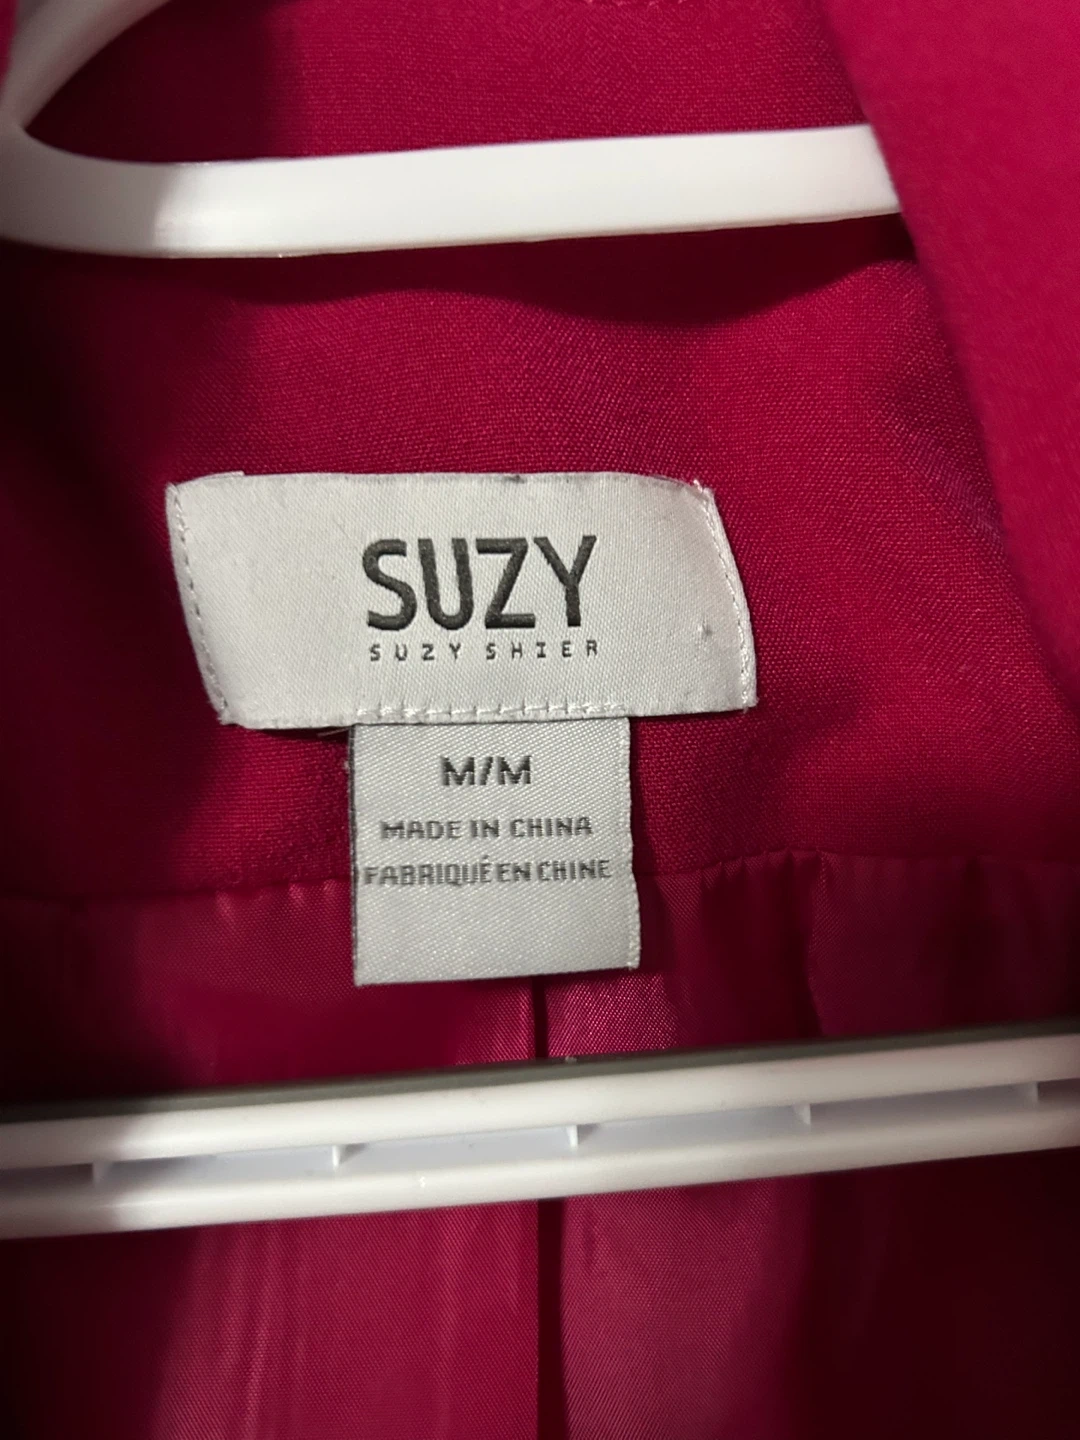 SUZY
SUZY SHIER
M/M
MADE IN CHINA
FABRIQUÉ EN CHINE